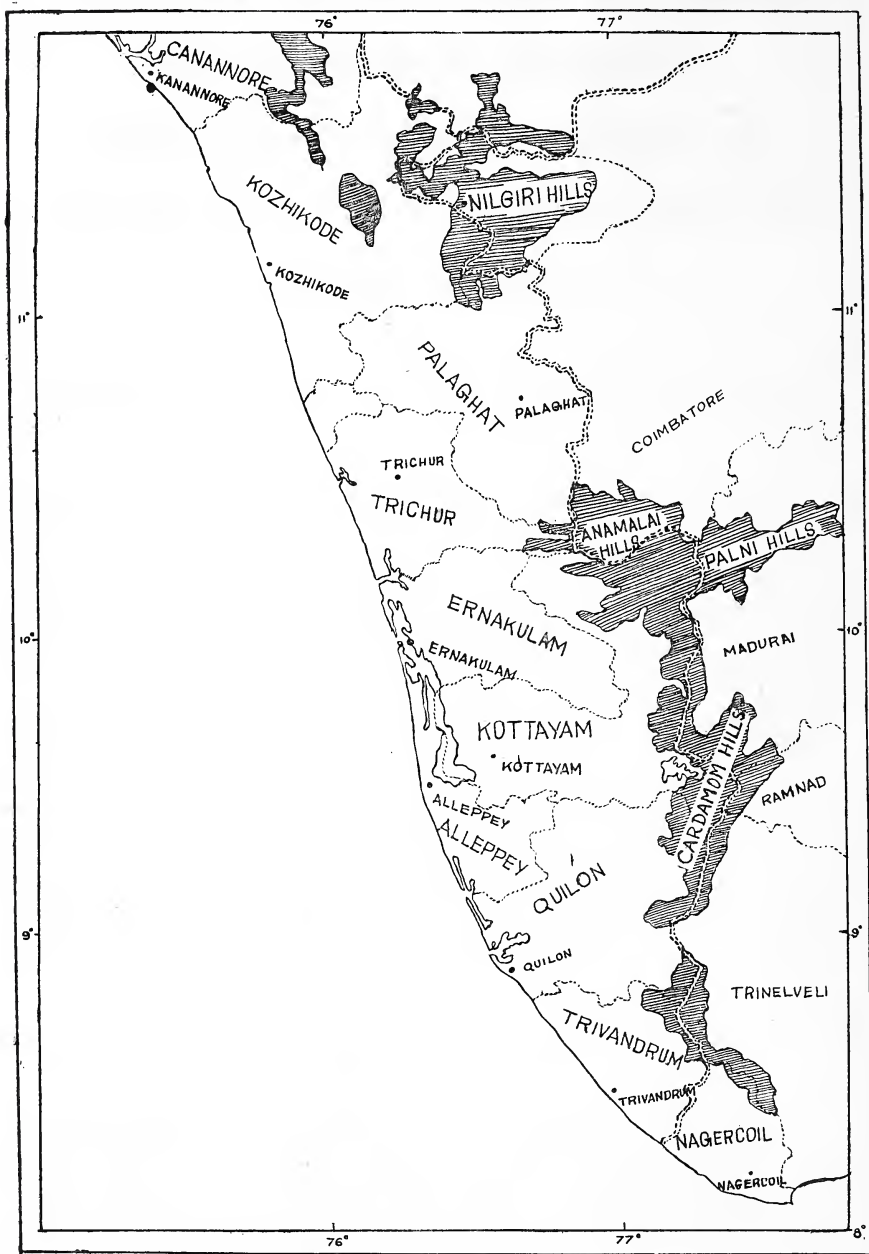 76°
77°
CANANNORE
KANANNORE
NILGIRI HILLS
KOZHIKODE
KOZHIKODE
11°
11°
PALAGHAT
PALAGHAT
COIMBATORE
TRICHUR
TRICHUR
ANAMALAI
HILLS
PALNI HILLS
ERNAKULAM
10°
10°
ERNAKULAM
MADURAI
KOTTAYAM
KOTTAYAM
CARDAMOM HILLS
RAMNAD
ALLEPPEY
ALLEPPEY
QUILON
9°
9°
QUILON
TRINELVELI
TRIVANDRUM
TRIVANDRUM
NAGERCOIL
NAGERCOIL
76°
77°
8°